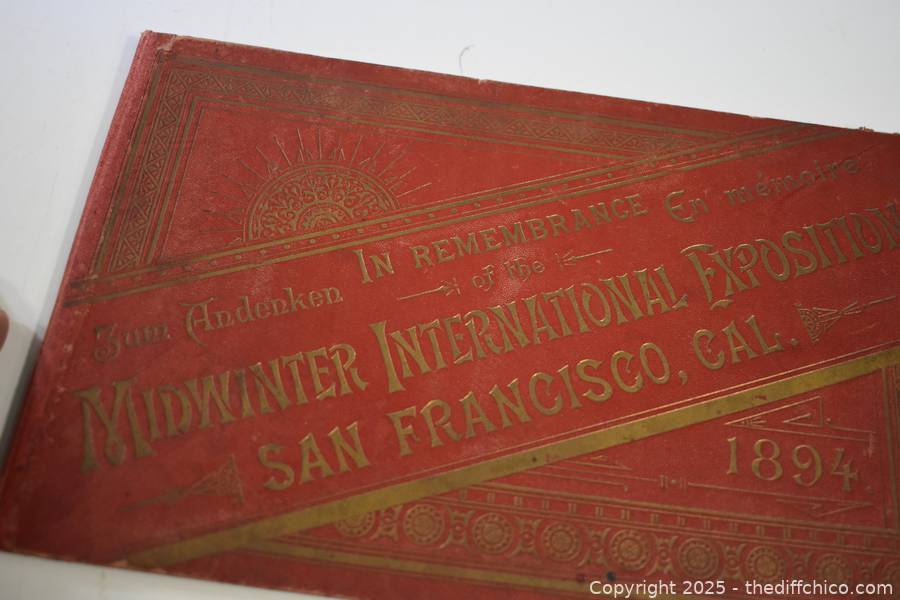 Zum Andenken IN REMEMBRANCE En mémoire
of the
MIDWINTER INTERNATIONAL EXPOSITION
SAN FRANCISCO, CAL.
1894
Copyright © 2025 - thediffchico.com